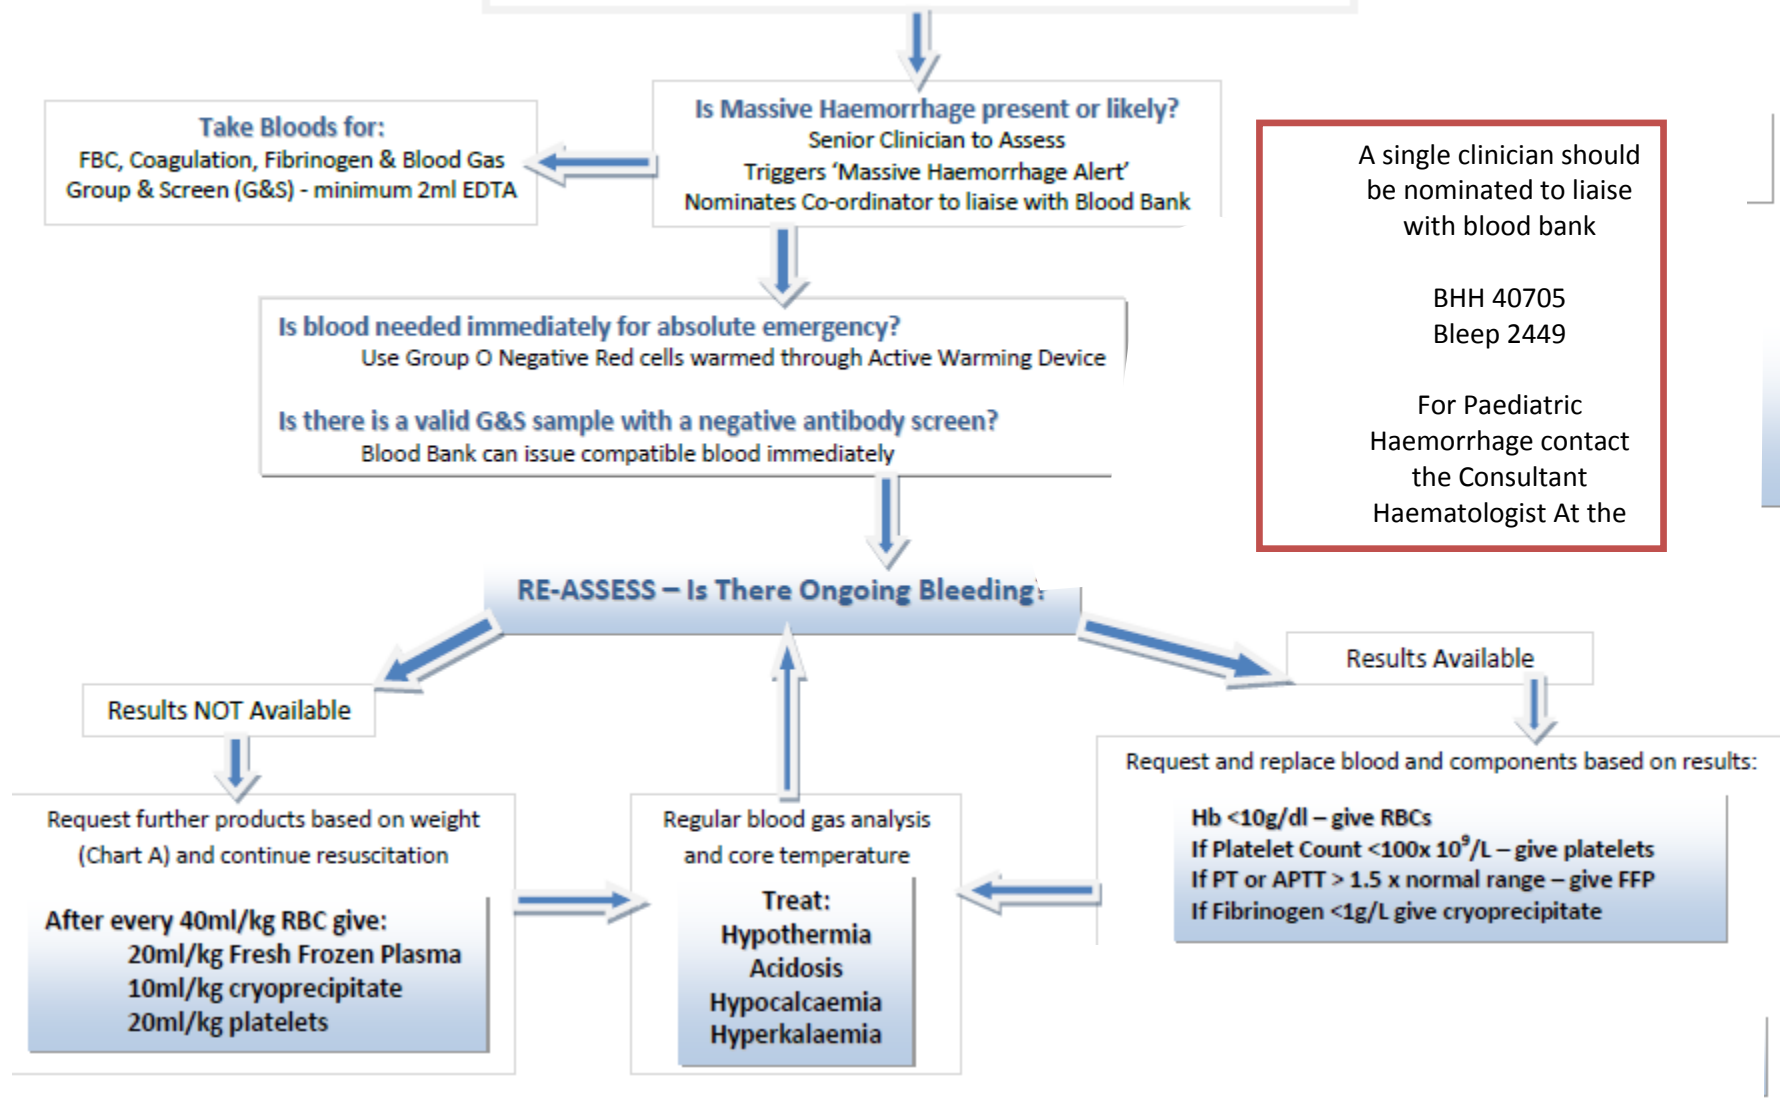 Is Massive Haemorrhage present or likely?
Senior Clinician to Assess
Triggers ‘Massive Haemorrhage Alert’
Nominates Co-ordinator to liaise with Blood Bank
Take Bloods for:
FBC, Coagulation, Fibrinogen & Blood Gas
Group & Screen (G&S) - minimum 2ml EDTA
A single clinician should
be nominated to liaise
with blood bank
BHH 40705
Bleep 2449
For Paediatric
Haemorrhage contact
the Consultant
Haematologist At the
Is blood needed immediately for absolute emergency?
Use Group O Negative Red cells warmed through Active Warming Device
Is there is a valid G&S sample with a negative antibody screen?
Blood Bank can issue compatible blood immediately
RE-ASSESS – Is There Ongoing Bleeding?
Results NOT Available
Request further products based on weight
(Chart A) and continue resuscitation
After every 40ml/kg RBC give:
20ml/kg Fresh Frozen Plasma
10ml/kg cryoprecipitate
20ml/kg platelets
Regular blood gas analysis
and core temperature
Treat:
Hypothermia
Acidosis
Hypocalcaemia
Hyperkalaemia
Results Available
Request and replace blood and components based on results:
Hb <10g/dl – give RBCs
If Platelet Count <100x 10⁹/L – give platelets
If PT or APTT > 1.5 x normal range – give FFP
If Fibrinogen <1g/L give cryoprecipitate